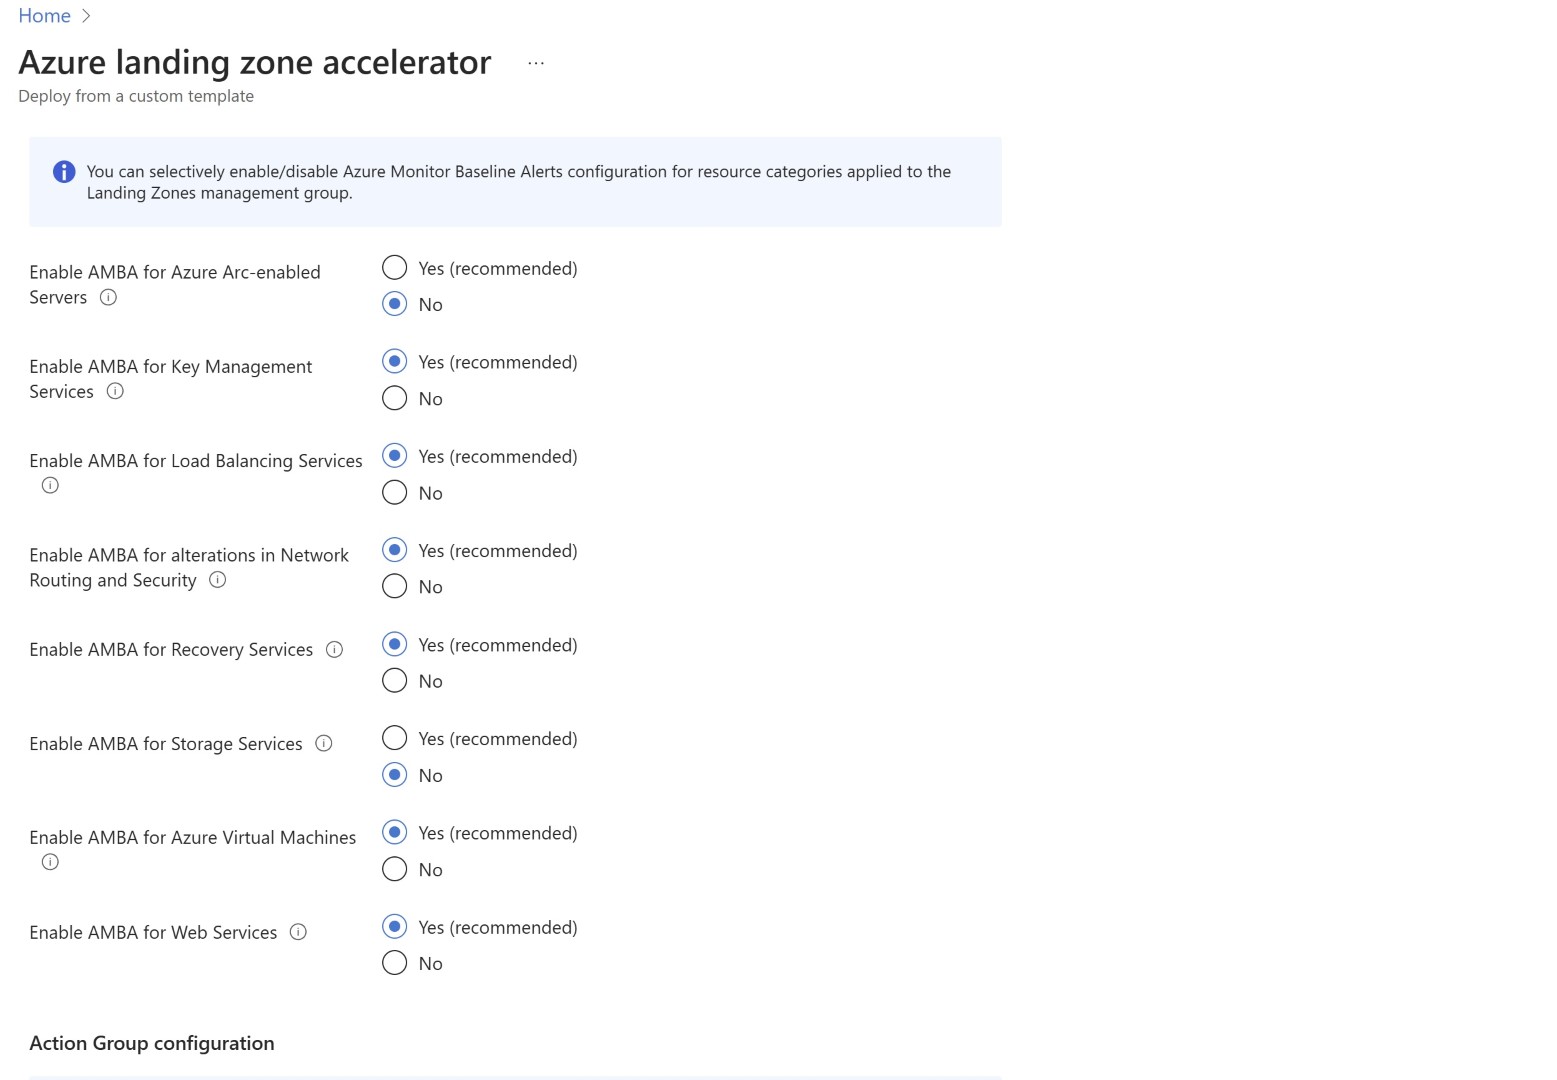 Home
Azure landing zone accelerator ...
Deploy from a custom template
You can selectively enable/disable Azure Monitor Baseline Alerts configuration for resource categories applied to the
Landing Zones management group.
Enable AMBA for Azure Arc-enabled
Servers
Yes (recommended)
No
Enable AMBA for Key Management
Services
Yes (recommended)
No
Enable AMBA for Load Balancing Services
Yes (recommended)
No
Enable AMBA for alterations in Network
Routing and Security
Yes (recommended)
No
Enable AMBA for Recovery Services
Yes (recommended)
No
Enable AMBA for Storage Services
Yes (recommended)
No
Enable AMBA for Azure Virtual Machines
Yes (recommended)
No
Enable AMBA for Web Services
Yes (recommended)
No
Action Group configuration